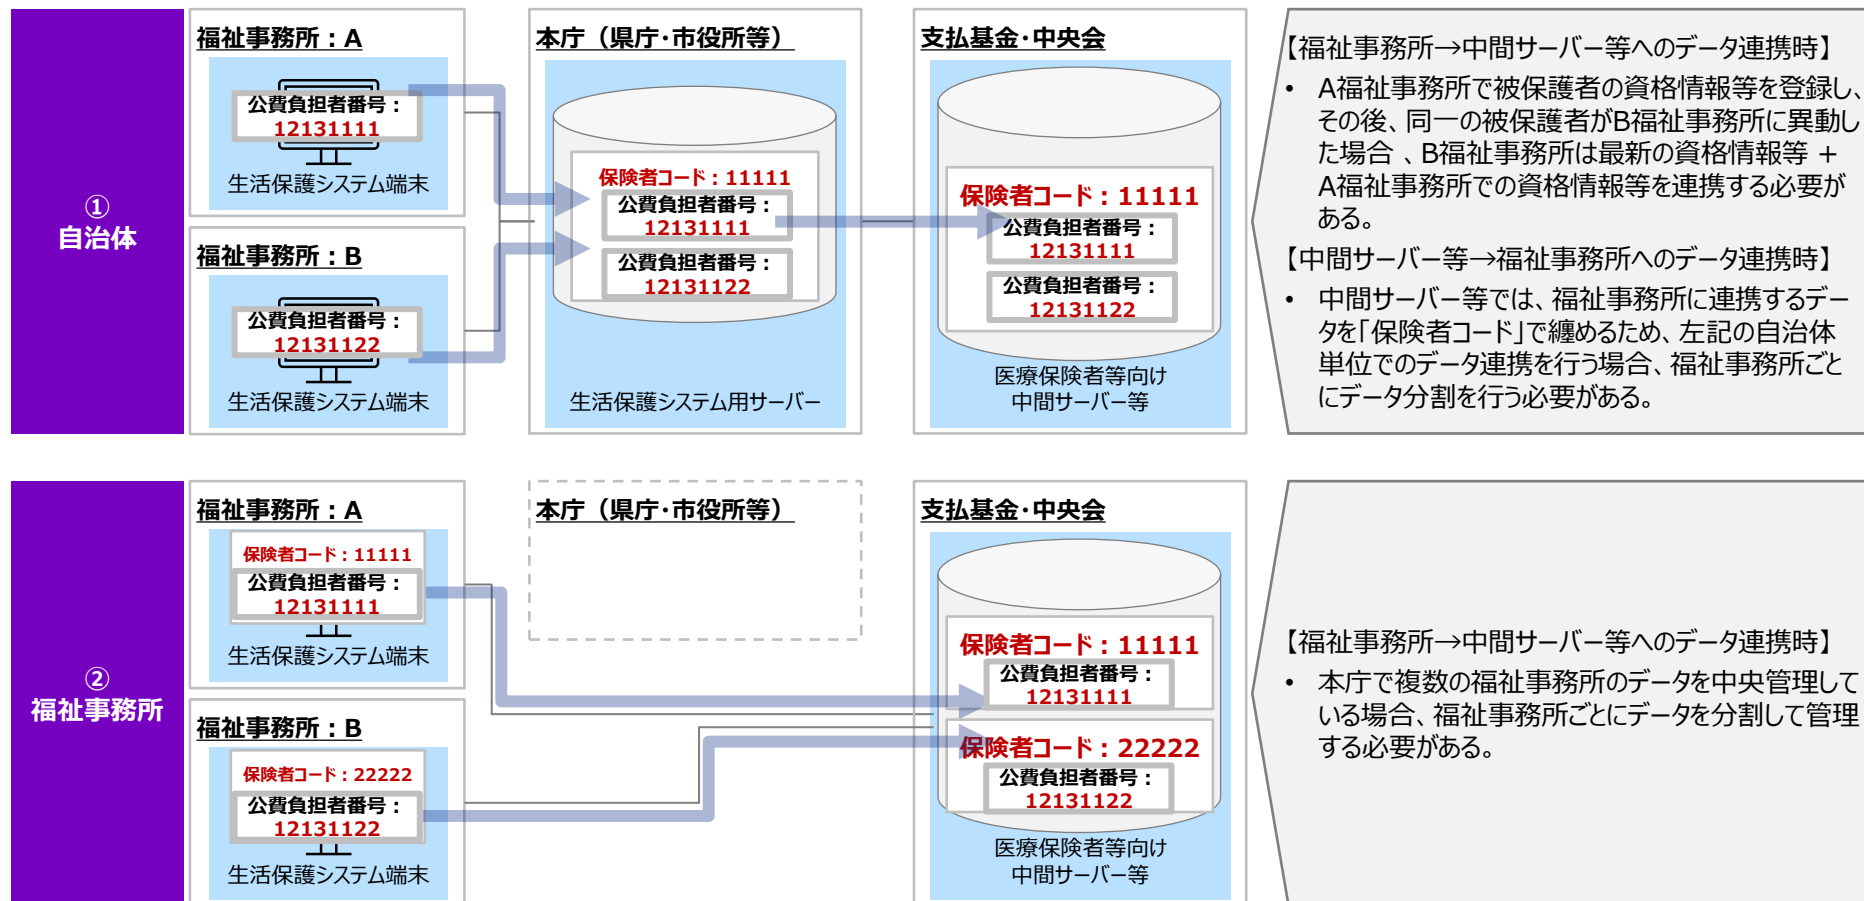 ①
自治体
福祉事務所：A
公費負担者番号：
12131111
生活保護システム端末
福祉事務所：B
公費負担者番号：
12131122
生活保護システム端末
本庁（県庁・市役所等）
保険者コード：11111
公費負担者番号：
12131111
公費負担者番号：
12131122
生活保護システム用サーバー
支払基金・中央会
保険者コード：11111
公費負担者番号：
12131111
公費負担者番号：
12131122
医療保険者等向け
中間サーバー等
【福祉事務所→中間サーバー等へのデータ連携時】
• A福祉事務所で被保護者の資格情報等を登録し、
その後、同一の被保護者がB福祉事務所に異動し
た場合 、B福祉事務所は最新の資格情報等 ＋
A福祉事務所での資格情報等を連携する必要が
ある。
【中間サーバー等→福祉事務所へのデータ連携時】
• 中間サーバー等では、福祉事務所に連携するデー
タを「保険者コード」で纏めるため、左記の自治体
単位でのデータ連携を行う場合、福祉事務所ごと
にデータ分割を行う必要がある。
②
福祉事務所
福祉事務所：A
保険者コード：11111
公費負担者番号：
12131111
生活保護システム端末
福祉事務所：B
保険者コード：22222
公費負担者番号：
12131122
生活保護システム端末
本庁（県庁・市役所等）
支払基金・中央会
保険者コード：11111
公費負担者番号：
12131111
保険者コード：22222
公費負担者番号：
12131122
医療保険者等向け
中間サーバー等
【福祉事務所→中間サーバー等へのデータ連携時】
• 本庁で複数の福祉事務所のデータを中央管理して
いる場合、福祉事務所ごとにデータを分割して管理
する必要がある。